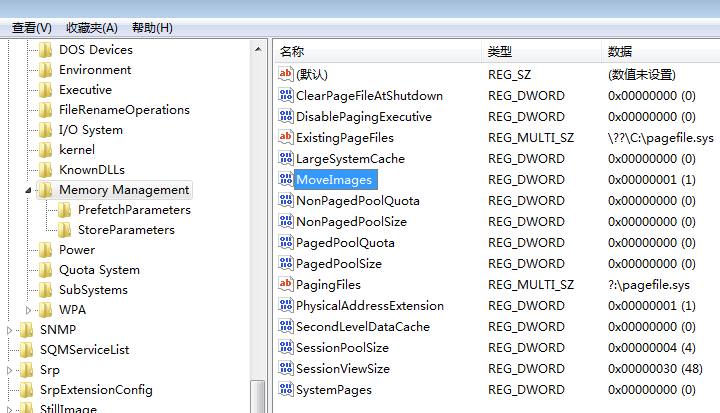 查看(V) 收藏夹(A) 帮助(H)
DOS Devices
Environment
Executive
FileRenameOperations
I/O System
kernel
KnownDLLs
Memory Management
PrefetchParameters
StoreParameters
Power
Quota System
SubSystems
WPA
SNMP
SQMServiceList
Srp
SrpExtensionConfig
StillImage
名称 类型 数据
(默认) REG_SZ (数值未设置)
ClearPageFileAtShutdown REG_DWORD 0x00000000 (0)
DisablePagingExecutive REG_DWORD 0x00000000 (0)
ExistingPageFiles REG_MULTI_SZ \??\C:\pagefile.sys
LargeSystemCache REG_DWORD 0x00000000 (0)
MoveImages REG_DWORD 0x00000001 (1)
NonPagedPoolQuota REG_DWORD 0x00000000 (0)
NonPagedPoolSize REG_DWORD 0x00000000 (0)
PagedPoolQuota REG_DWORD 0x00000000 (0)
PagedPoolSize REG_DWORD 0x00000000 (0)
PagingFiles REG_MULTI_SZ ?:\pagefile.sys
PhysicalAddressExtension REG_DWORD 0x00000001 (1)
SecondLevelDataCache REG_DWORD 0x00000000 (0)
SessionPoolSize REG_DWORD 0x00000004 (4)
SessionViewSize REG_DWORD 0x00000030 (48)
SystemPages REG_DWORD 0x00000000 (0)